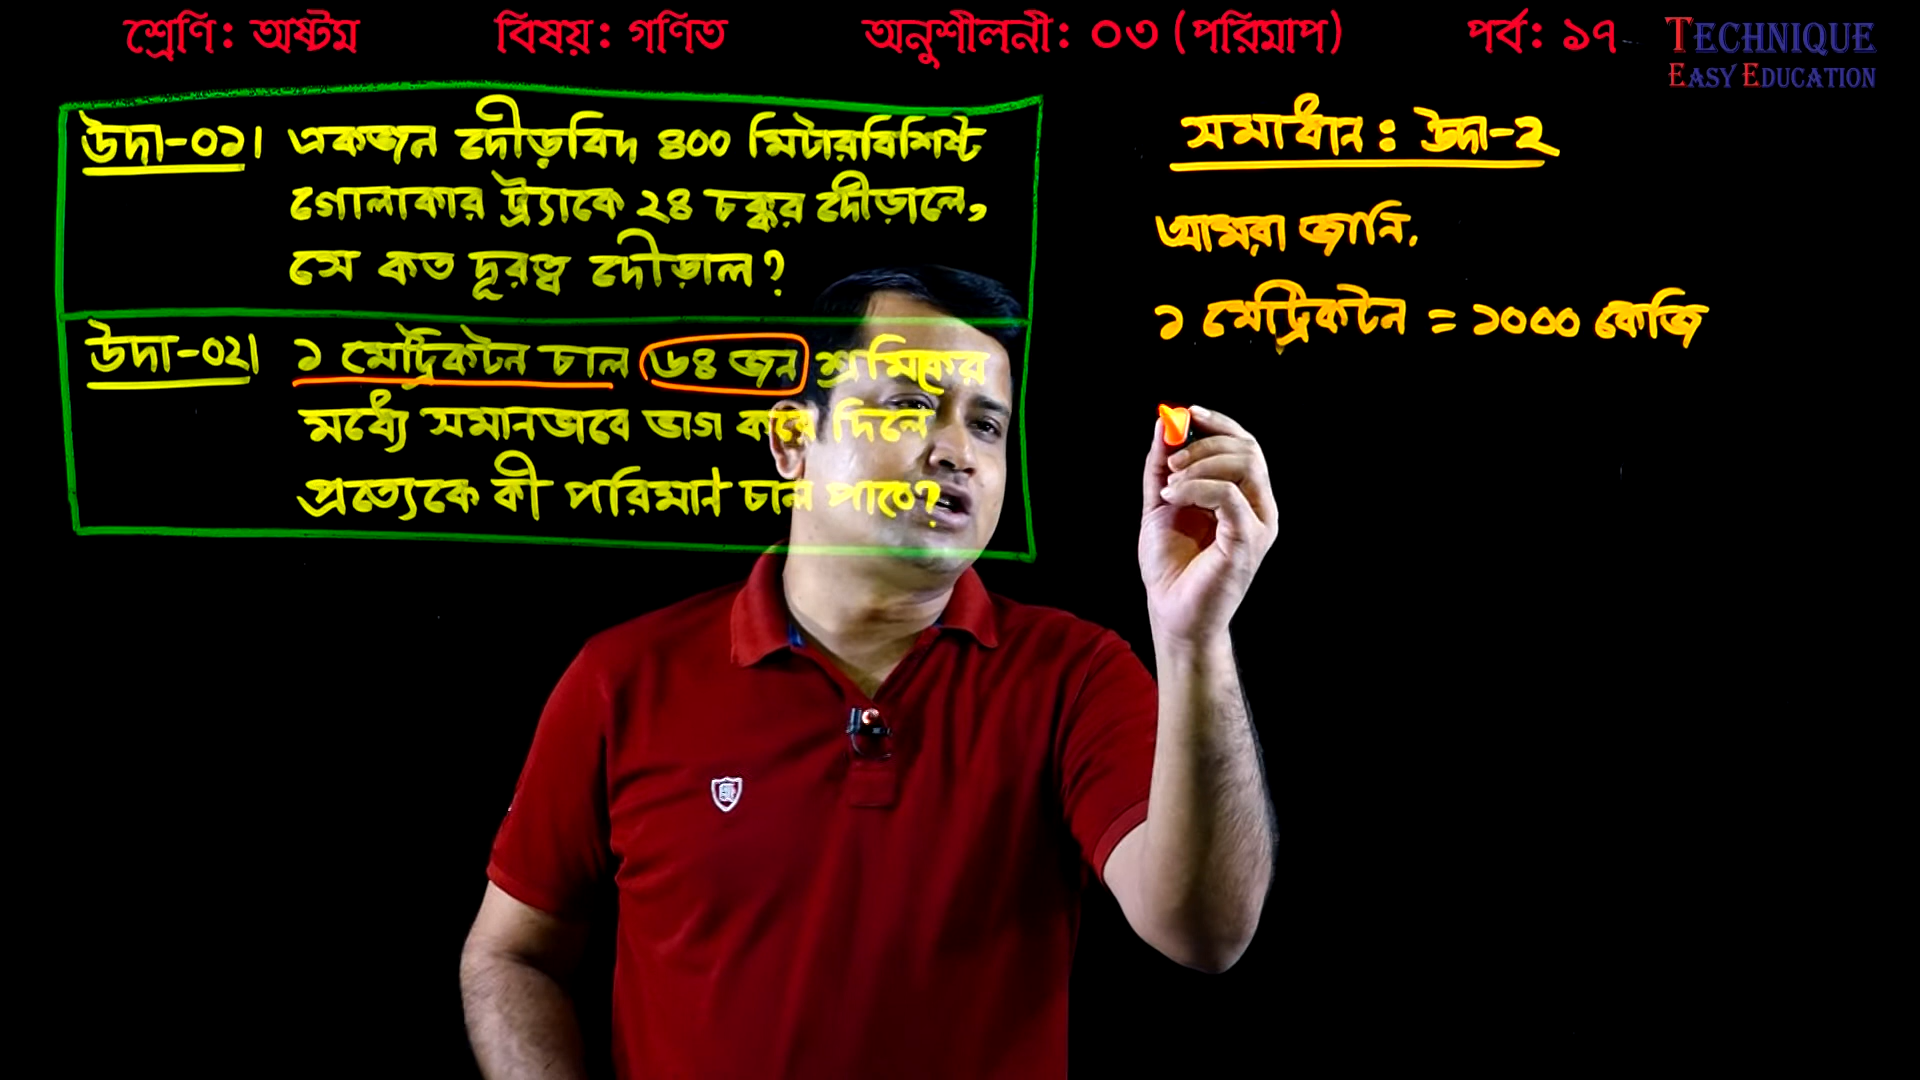 শ্রেণি: অষ্টম বিষয়: গণিত অনুশীলনী: ০৩ (পরিমাপ) পর্ব: ১৭
TECHNIQUE
EASY EDUCATION
উদা-০১। একজন দৌড়বিদ ৪০০ মিটারবিশিষ্ট
গোলাকার ট্র্যাকে ২৪ চক্কর দৌড়ালে,
সে কত দূরত্ব দৌড়াল?
উদা-০২। ১ মেট্রিকটন চাল ৬৪ জন শ্রমিকের
মধ্যে সমানভাবে ভাগ করে দিলে
প্রত্যেকে কী পরিমাণ চাল পাবে?
সমাধান: উদা-২
আমরা জানি,
১ মেট্রিকটন = ১০০০ কেজি